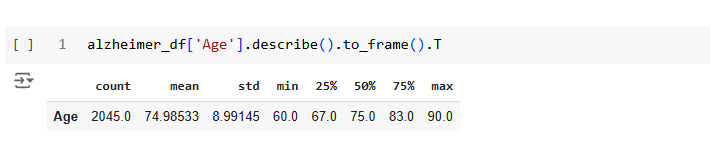 [ ] 1 alzheimer_df['Age'].describe().to_frame().T
count mean std min 25% 50% 75% max
Age 2045.0 74.98533 8.99145 60.0 67.0 75.0 83.0 90.0